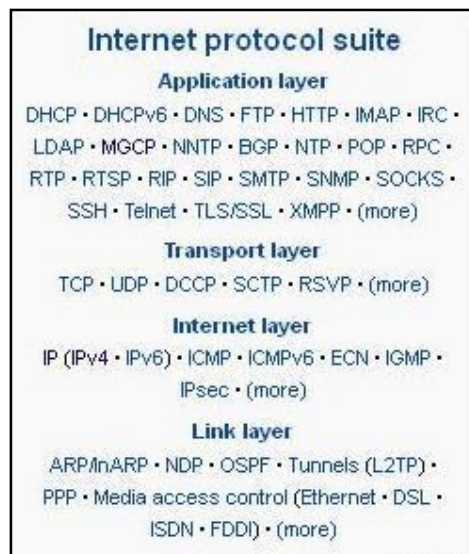 Internet protocol suite
Application layer
DHCP · DHCPv6 · DNS · FTP · HTTP · IMAP · IRC ·
LDAP · MGCP · NNTP · BGP · NTP · POP · RPC ·
RTP · RTSP · RIP · SIP · SMTP · SNMP · SOCKS ·
SSH · Telnet · TLS/SSL · XMPP · (more)
Transport layer
TCP · UDP · DCCP · SCTP · RSVP · (more)
Internet layer
IP (IPv4 · IPv6) · ICMP · ICMPv6 · ECN · IGMP ·
IPsec · (more)
Link layer
ARP/InARP · NDP · OSPF · Tunnels (L2TP) ·
PPP · Media access control (Ethernet · DSL ·
ISDN · FDDI) · (more)